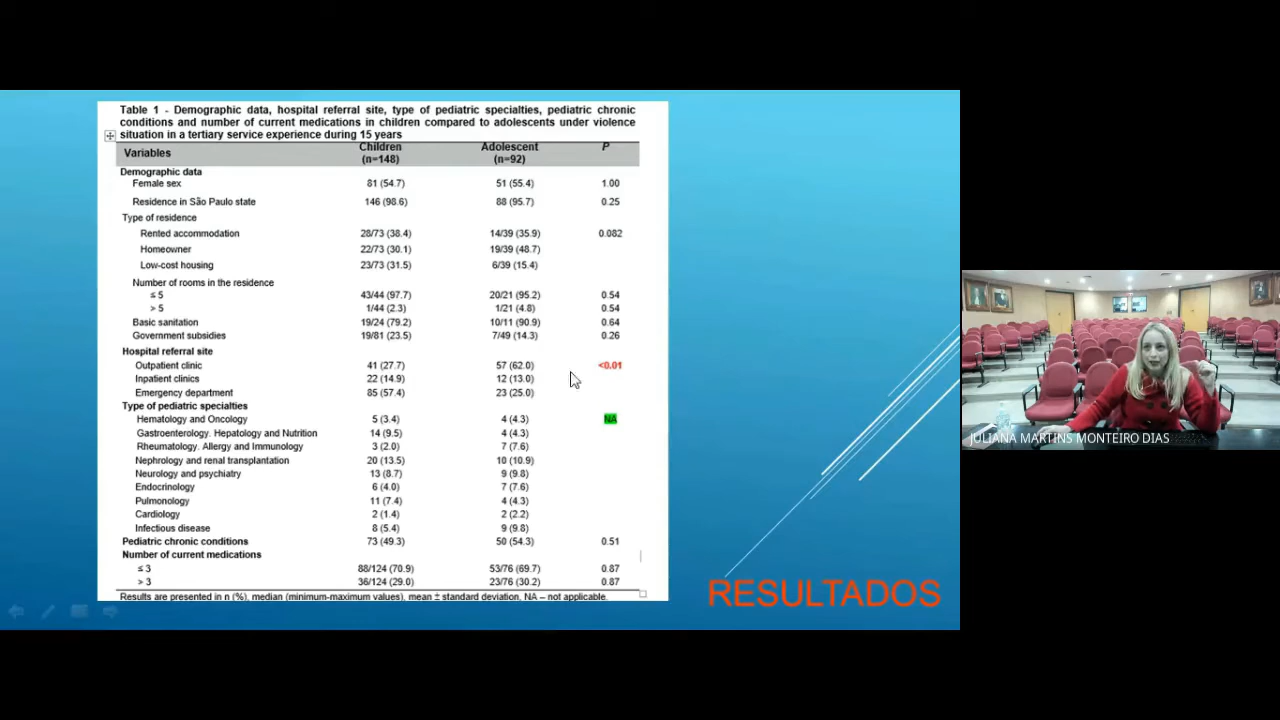 Table 1 - Demographic data, hospital referral site, type of pediatric specialties, pediatric chronic
conditions and number of current medications in children compared to adolescents under violence
situation in a tertiary service experience during 15 years
Variables Children (n=148) Adolescent (n=92) P
Demographic data
Female sex 81 (54.7) 51 (55.4) 1.00
Residence in São Paulo state 146 (98.6) 88 (95.7) 0.25
Type of residence
Rented accommodation 28/73 (38.4) 14/39 (35.9) 0.082
Homeowner 22/73 (30.1) 19/39 (48.7)
Low-cost housing 23/73 (31.5) 6/39 (15.4)
Number of rooms in the residence
≤ 5 43/44 (97.7) 20/21 (95.2) 0.54
> 5 1/44 (2.3) 1/21 (4.8) 0.54
Basic sanitation 19/24 (79.2) 10/11 (90.9) 0.64
Government subsidies 19/81 (23.5) 7/49 (14.3) 0.26
Hospital referral site
Outpatient clinic 41 (27.7) 57 (62.0) <0.01
Inpatient clinics 22 (14.9) 12 (13.0)
Emergency department 85 (57.4) 23 (25.0)
Type of pediatric specialties
Hematology and Oncology 5 (3.4) 4 (4.3) NA
Gastroenterology. Hepatology and Nutrition 14 (9.5) 4 (4.3)
Rheumatology. Allergy and Immunology 3 (2.0) 7 (7.6)
Nephrology and renal transplantation 20 (13.5) 10 (10.9)
Neurology and psychiatry 13 (8.7) 9 (9.8)
Endocrinology 6 (4.0) 7 (7.6)
Pulmonology 11 (7.4) 4 (4.3)
Cardiology 2 (1.4) 2 (2.2)
Infectious disease 8 (5.4) 9 (9.8)
Pediatric chronic conditions 73 (49.3) 50 (54.3) 0.51
Number of current medications
≤ 3 88/124 (70.9) 53/76 (69.7) 0.87
> 3 36/124 (29.0) 23/76 (30.2) 0.87
Results are presented in n (%), median (minimum-maximum values), mean ± standard deviation, NA – not applicable.
RESULTADOS
JULIANA MARTINS MONTEIRO DIAS